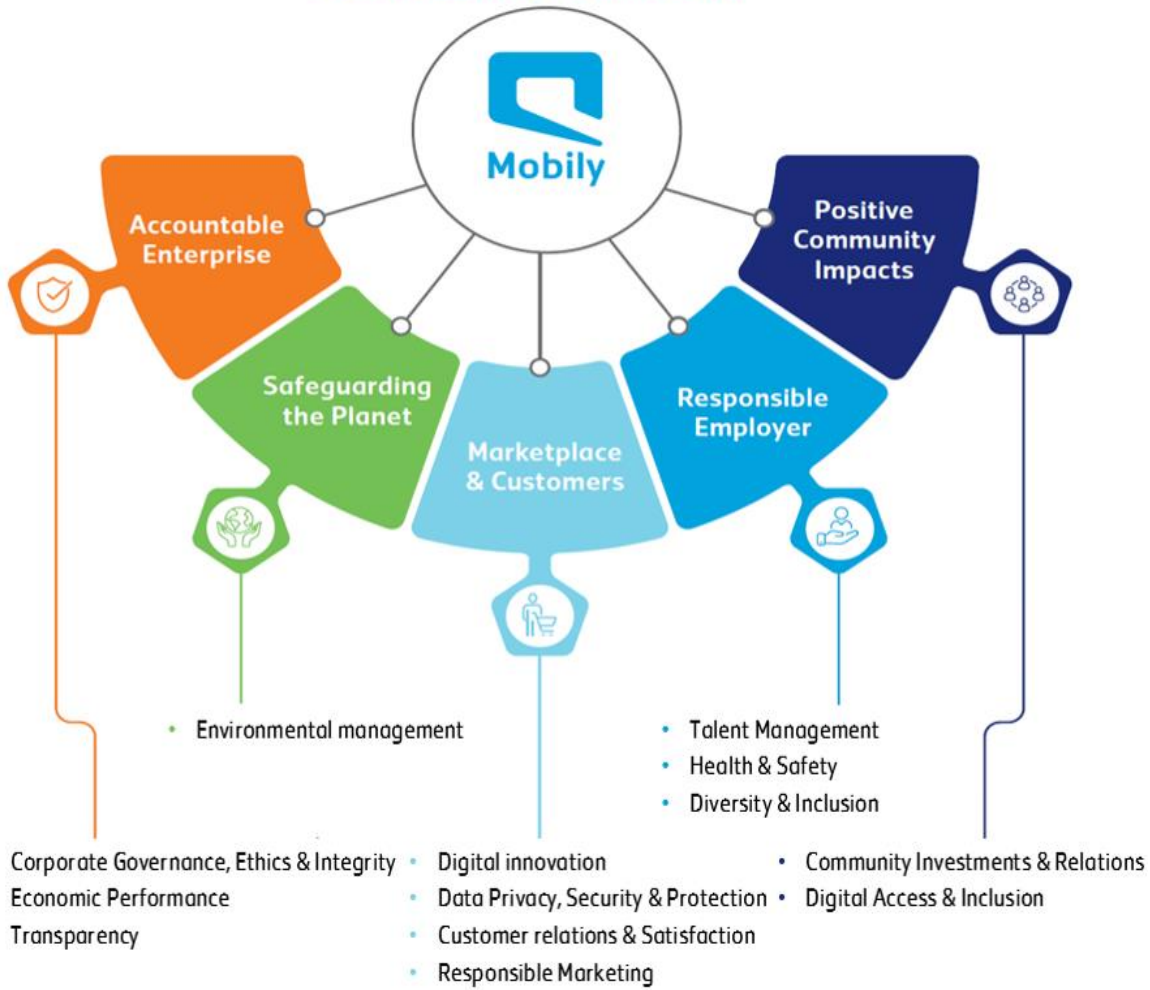 Mobily
Accountable
Enterprise
Positive
Community
Impacts
Safeguarding
the Planet
Responsible
Employer
Marketplace
& Customers
• Environmental management
• Talent Management
• Health & Safety
• Diversity & Inclusion
Corporate Governance, Ethics & Integrity
Economic Performance
Transparency
• Digital innovation
• Data Privacy, Security & Protection
• Customer relations & Satisfaction
• Responsible Marketing
• Community Investments & Relations
• Digital Access & Inclusion